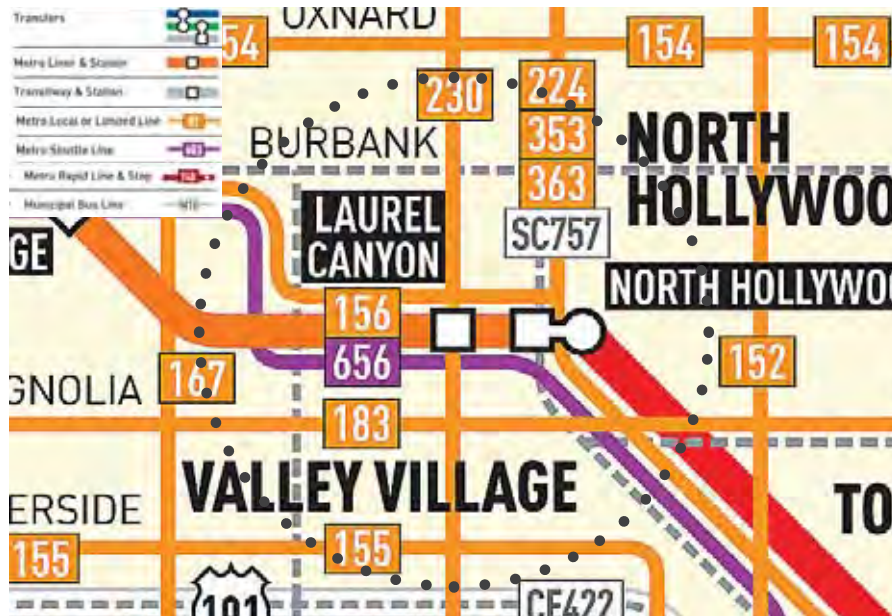 Transfers
Metro Liner & Station
Transitway & Station
Metro Local or Limited Line
Metro Shuttle Line
Metro Rapid Line & Stop
Municipal Bus Line
OXNARD
54
154
154
230
224
353
363
SC757
BURBANK
NORTH
HOLLYWOO
LAUREL
CANYON
GE
NORTH HOLLYWO
156
656
167
152
GNOLIA
183
VALLEY VILLAGE
ERSIDE
TO
155
155
101
CE422